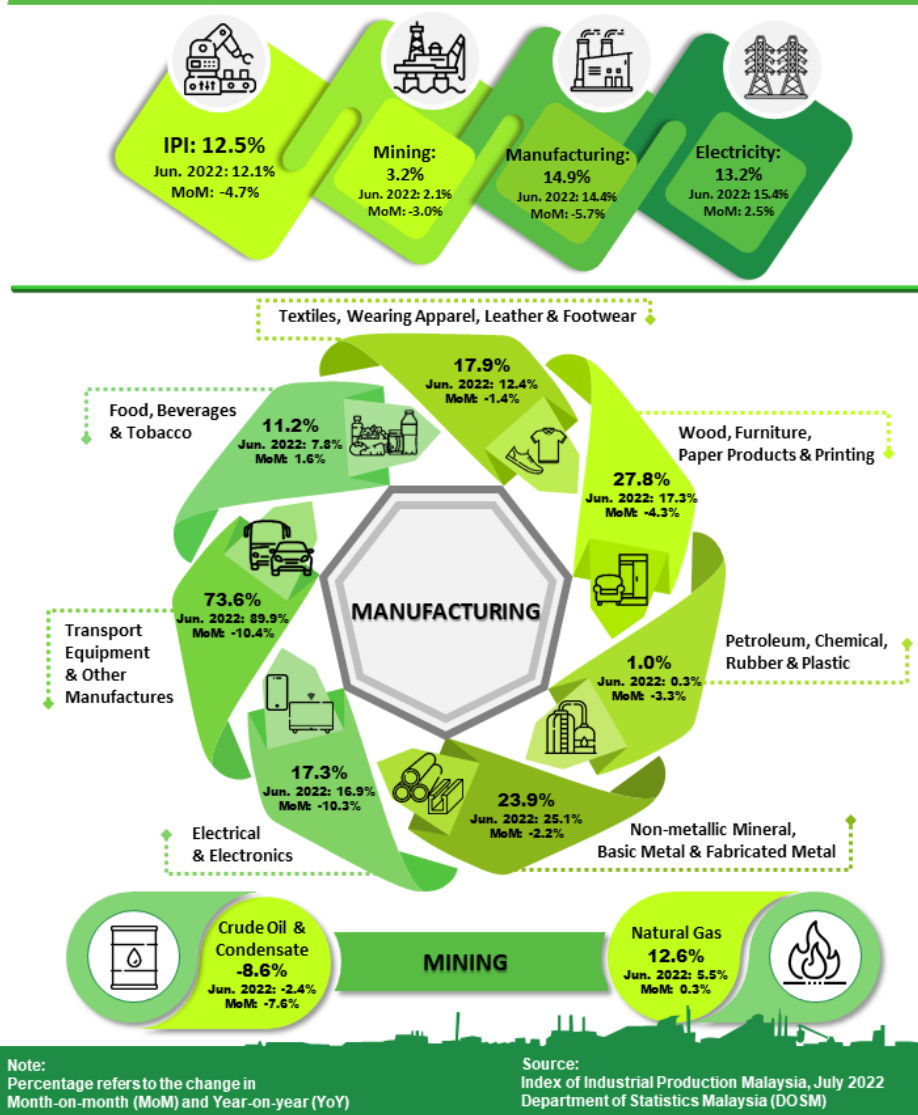 IPI: 12.5%
Jun. 2022: 12.1%
MoM: -4.7%
Mining:
3.2%
Jun. 2022: 2.1%
MoM: -3.0%
Manufacturing:
14.9%
Jun. 2022: 14.4%
MoM: -5.7%
Electricity:
13.2%
Jun. 2022: 15.4%
MoM: 2.5%
Textiles, Wearing Apparel, Leather & Footwear
17.9%
Jun. 2022: 12.4%
MoM: -1.4%
Food, Beverages
& Tobacco
11.2%
Jun. 2022: 7.8%
MoM: 1.6%
Wood, Furniture,
Paper Products & Printing
27.8%
Jun. 2022: 17.3%
MoM: -4.3%
MANUFACTURING
73.6%
Jun. 2022: 89.9%
MoM: -10.4%
Transport
Equipment
& Other
Manufactures
Petroleum, Chemical,
Rubber & Plastic
1.0%
Jun. 2022: 0.3%
MoM: -3.3%
17.3%
Jun. 2022: 16.9%
MoM: -10.3%
Electrical
& Electronics
23.9%
Jun. 2022: 25.1%
MoM: -2.2%
Non-metallic Mineral,
Basic Metal & Fabricated Metal
Crude Oil &
Condensate
-8.6%
Jun. 2022: -2.4%
MoM: -7.6%
MINING
Natural Gas
12.6%
Jun. 2022: 5.5%
MoM: 0.3%
Note:
Percentage refers to the change in
Month-on-month (MoM) and Year-on-year (YoY)
Source:
Index of Industrial Production Malaysia, July 2022
Department of Statistics Malaysia (DOSM)